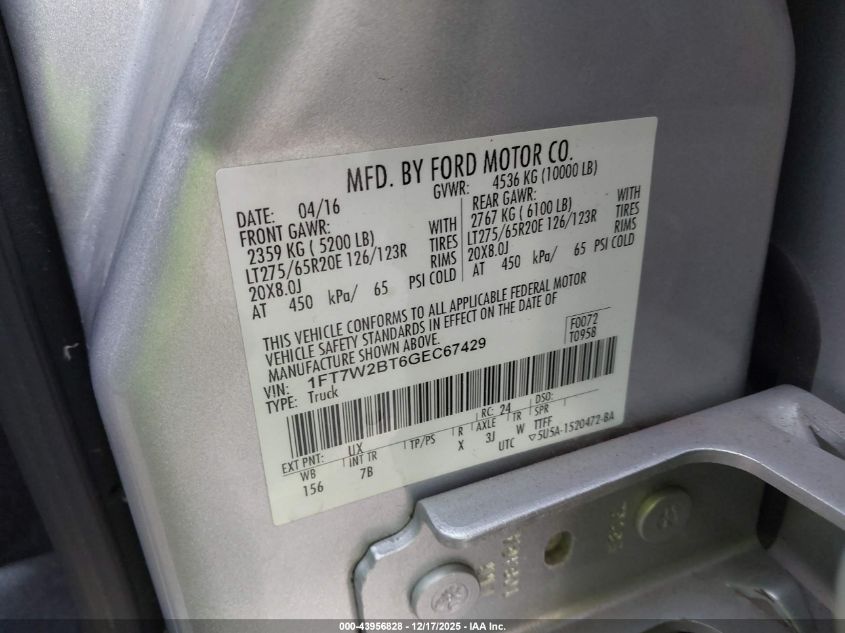 MFD. BY FORD MOTOR CO.
DATE: 04/16 GVWR: 4536 KG (10000 LB)
FRONT GAWR: REAR GAWR:
2359 KG ( 5200 LB) WITH 2767 KG ( 6100 LB) WITH
LT275/65R20E 126/123R TIRES LT275/65R20E 126/123R TIRES
20X8.0J RIMS 20X8.0J RIMS
AT 450 kPa/ 65 PSI COLD AT 450 kPa/ 65 PSI COLD
THIS VEHICLE CONFORMS TO ALL APPLICABLE FEDERAL MOTOR
VEHICLE SAFETY STANDARDS IN EFFECT ON THE DATE OF
MANUFACTURE SHOWN ABOVE.
F0072
T0958
VIN: 1FT7W2BT6GEC67429
TYPE: Truck
EXT PNT: UX RC: 24 DSO:
WB INT TR TP/PS R AXLE TR SPR
156 7B X 3J W TTFF
UTC ▽5U5A-1520472-BA
000-43956828 - 12/17/2025 - IAA Inc.